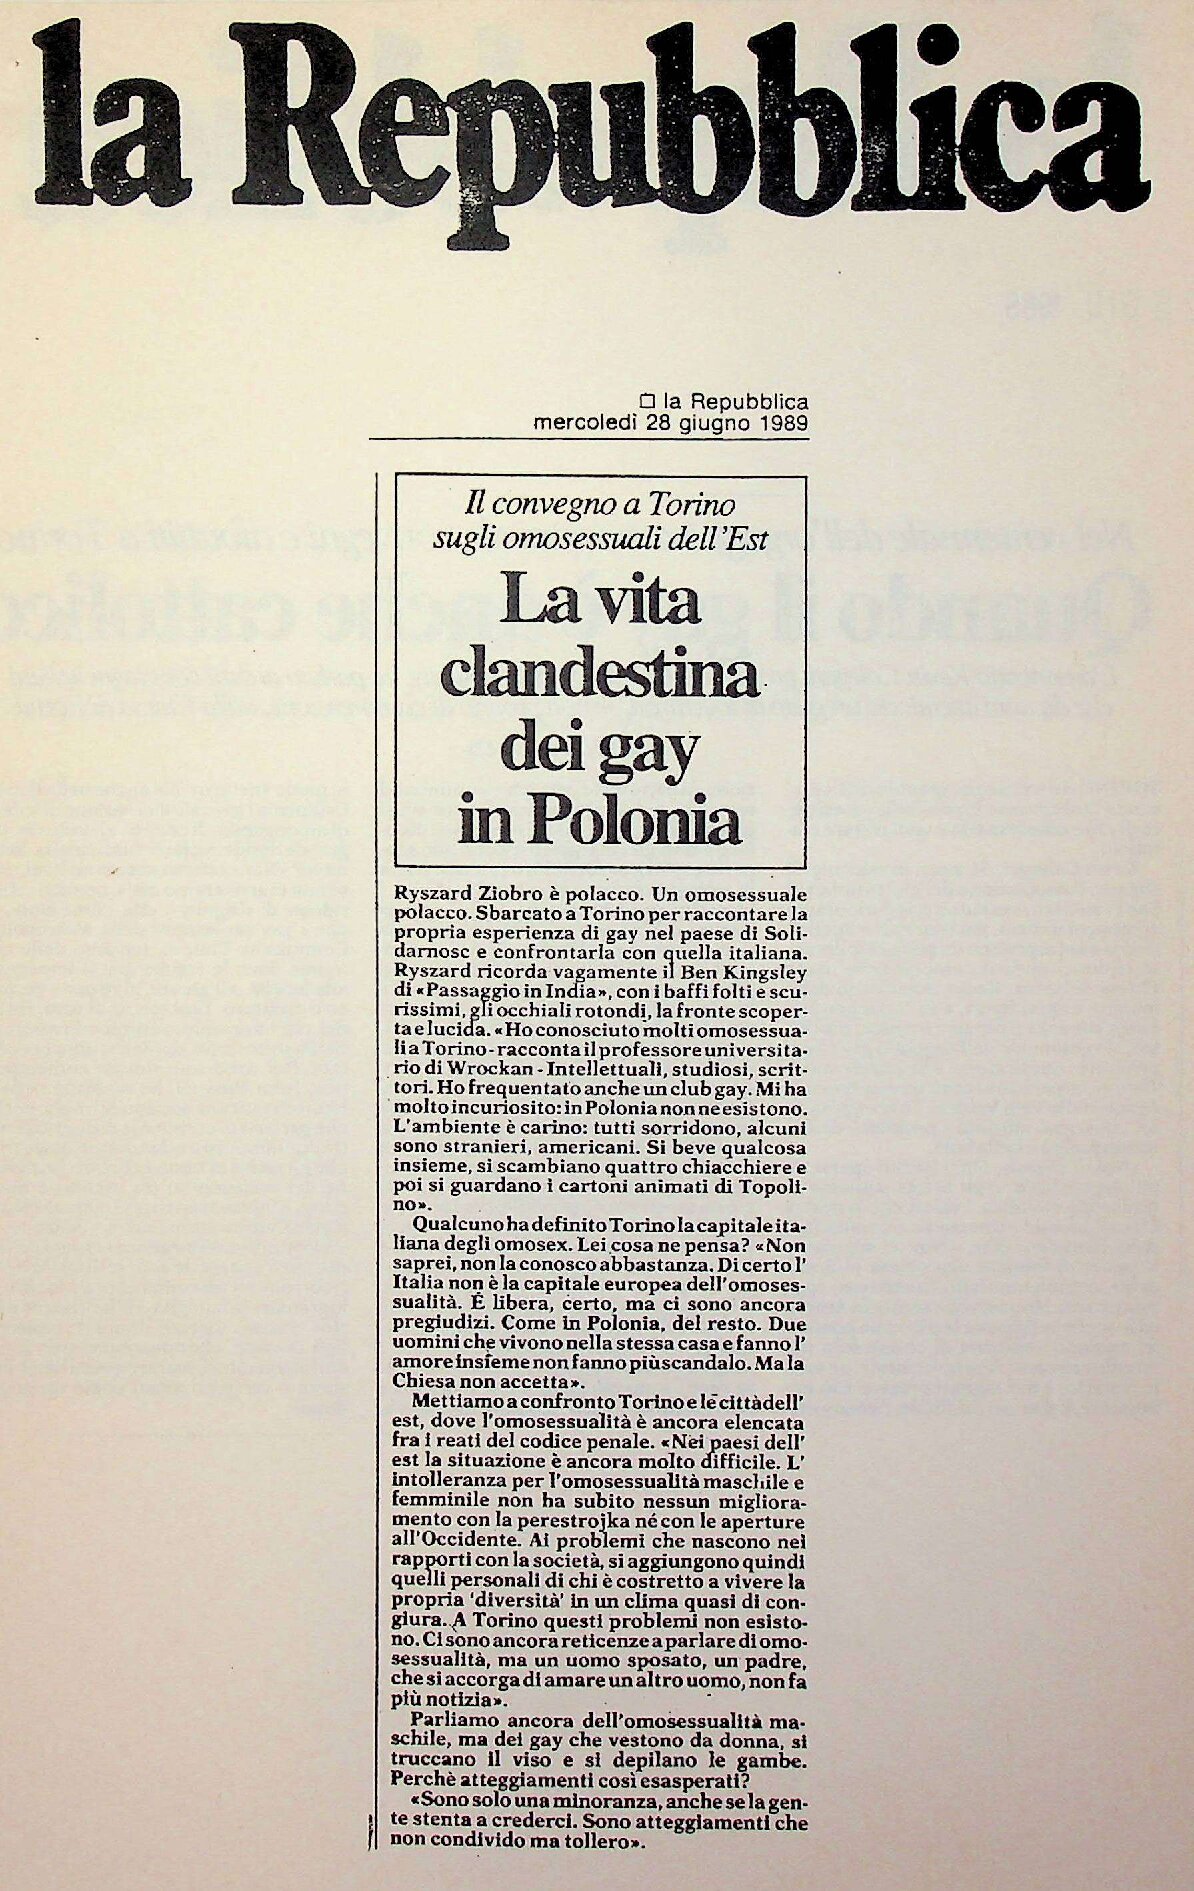 la Repubblica
□ la Repubblica
mercoledì 28 giugno 1989
Il convegno a Torino
sugli omosessuali dell'Est
La vita
clandestina
dei gay
in Polonia
Ryszard Ziobro è polacco. Un omosessuale
polacco. Sbarcato a Torino per raccontare la
propria esperienza di gay nel paese di Soli-
darnosc e confrontarla con quella italiana.
Ryszard ricorda vagamente il Ben Kingsley
di «Passaggio in India», con i baffi folti e scu-
rissimi, gli occhiali rotondi, la fronte scoper-
ta e lucida. «Ho conosciuto molti omosessua-
li a Torino - racconta il professore universita-
rio di Wrockan - Intellettuali, studiosi, scrit-
tori. Ho frequentato anche un club gay. Mi ha
molto incuriosito: in Polonia non ne esistono.
L'ambiente è carino: tutti sorridono, alcuni
sono stranieri, americani. Si beve qualcosa
insieme, si scambiano quattro chiacchiere e
poi si guardano i cartoni animati di Topoli-
no».
Qualcuno ha definito Torino la capitale ita-
liana degli omosex. Lei cosa ne pensa? «Non
saprei, non la conosco abbastanza. Di certo l'
Italia non è la capitale europea dell'omoses-
sualità. È libera, certo, ma ci sono ancora
pregiudizi. Come in Polonia, del resto. Due
uomini che vivono nella stessa casa e fanno l'
amore insieme non fanno più scandalo. Ma la
Chiesa non accetta».
Mettiamo a confronto Torino e le città dell'
est, dove l'omosessualità è ancora elencata
fra i reati del codice penale. «Nei paesi dell'
est la situazione è ancora molto difficile. L'
intolleranza per l'omosessualità maschile e
femminile non ha subito nessun migliora-
mento con la perestrojka né con le aperture
all'Occidente. Ai problemi che nascono nei
rapporti con la società, si aggiungono quindi
quelli personali di chi è costretto a vivere la
propria 'diversità' in un clima quasi di con-
giura. A Torino questi problemi non esisto-
no. Ci sono ancora reticenze a parlare di omo-
sessualità, ma un uomo sposato, un padre,
che si accorga di amare un altro uomo, non fa
più notizia».
Parliamo ancora dell'omosessualità ma-
schile, ma dei gay che vestono da donna, si
truccano il viso e si depilano le gambe.
Perchè atteggiamenti così esasperati?
«Sono solo una minoranza, anche se la gen-
te stenta a crederci. Sono atteggiamenti che
non condivido ma tollero».